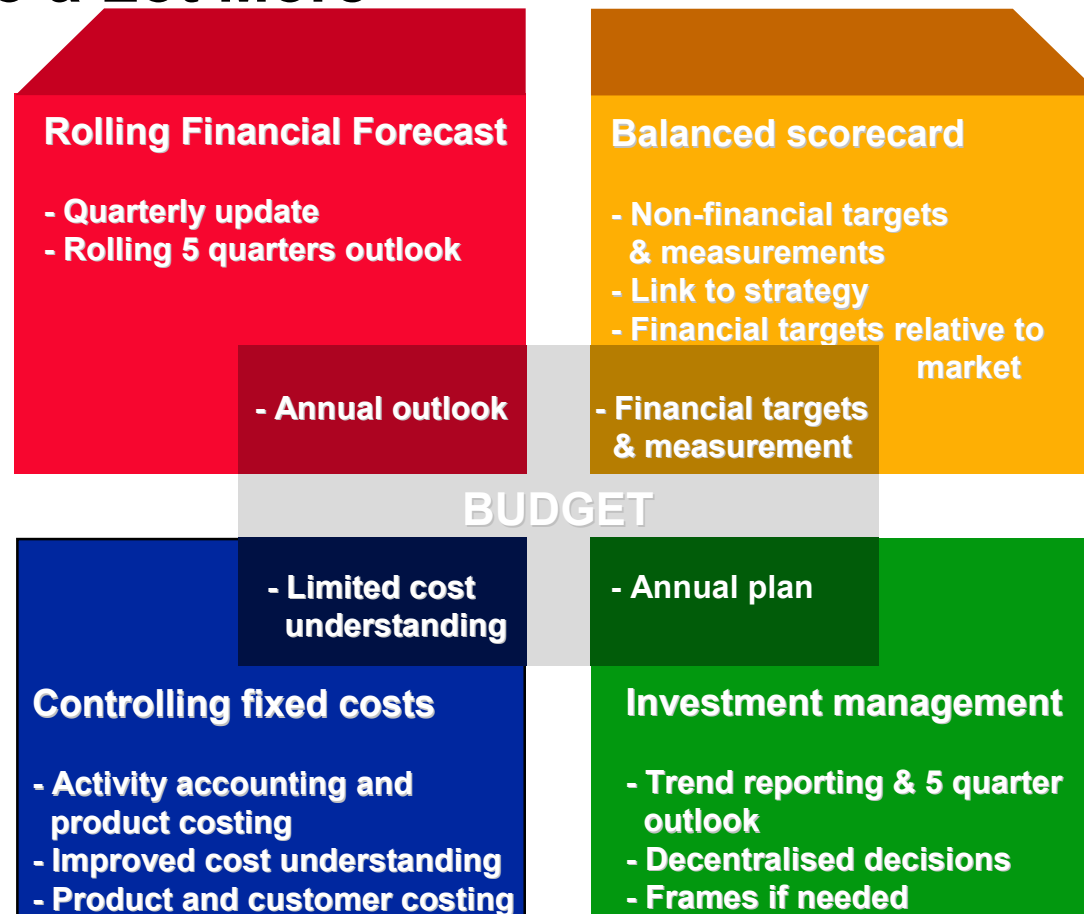 a Lot More
Rolling Financial Forecast
- Quarterly update
- Rolling 5 quarters outlook
- Annual outlook
Balanced scorecard
- Non-financial targets
& measurements
- Link to strategy
- Financial targets relative to
market
- Financial targets
& measurement
BUDGET
- Limited cost
understanding
Controlling fixed costs
- Activity accounting and
product costing
- Improved cost understanding
- Product and customer costing
- Annual plan
Investment management
- Trend reporting & 5 quarter
outlook
- Decentralised decisions
- Frames if needed